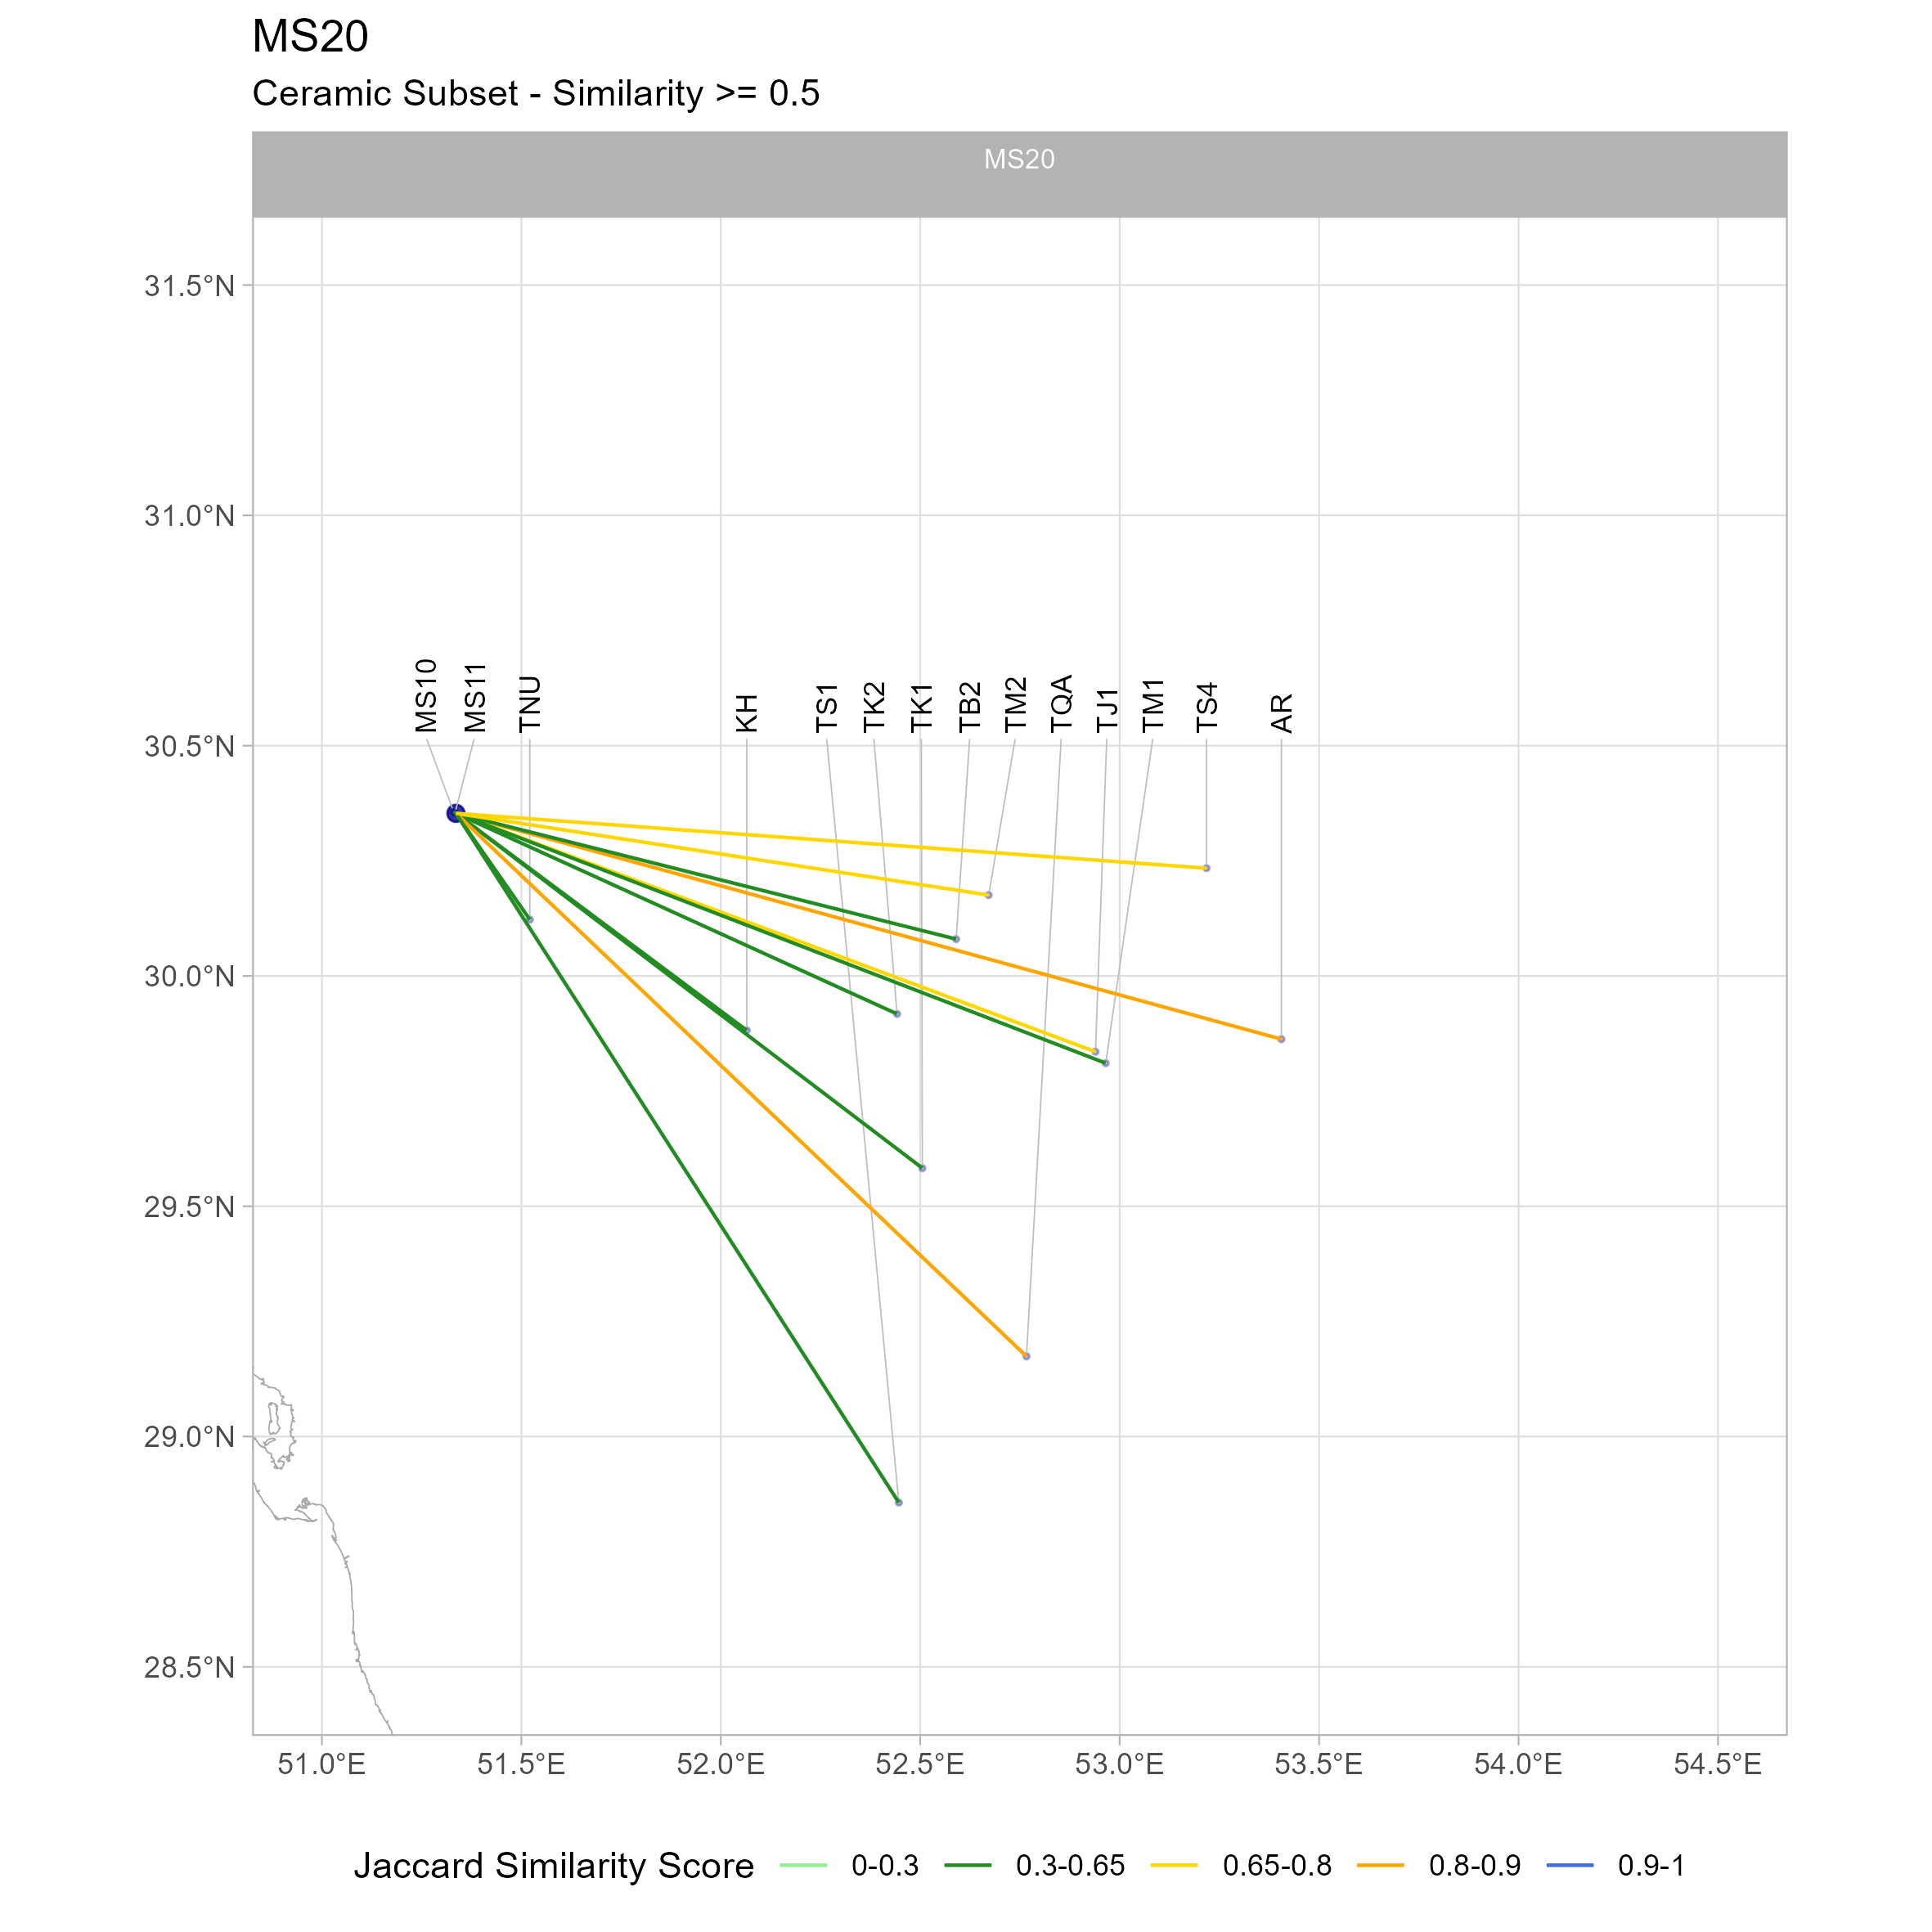 MS20
Ceramic Subset - Similarity >= 0.5
MS20
31.5°N
31.0°N
30.5°N
30.0°N
29.5°N
29.0°N
28.5°N
MS10
MS11
TNU
KH
TS1
TK2
TK1
TB2
TM2
TQA
TJ1
TM1
TS4
AR
51.0°E 51.5°E 52.0°E 52.5°E 53.0°E 53.5°E 54.0°E 54.5°E
Jaccard Similarity Score 0-0.3 0.3-0.65 0.65-0.8 0.8-0.9 0.9-1